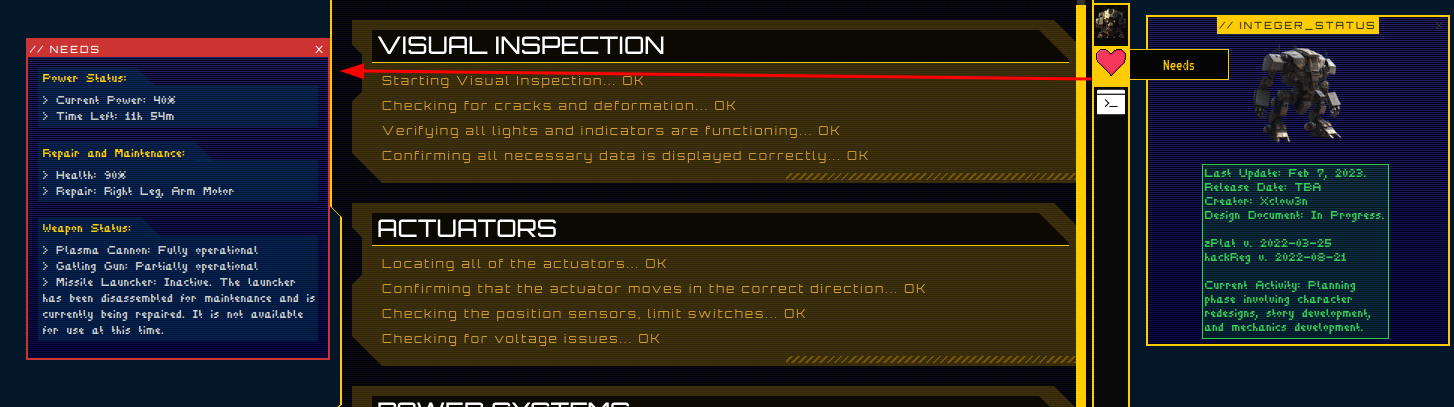 // NEEDS X
Power Status:
> Current Power: 40%
> Time Left: 11h 54m
Repair and Maintenance:
> Health: 90%
> Repair: Right Leg, Arm Motor
Weapon Status:
> Plasma Cannon: Fully operational
> Gatling Gun: Partially operational
> Missile Launcher: Inactive. The launcher
has been disassembled for maintenance and is
currently being repaired. It is not available
for use at this time.
VISUAL INSPECTION
Starting Visual Inspection... OK
Checking for cracks and deformation... OK
Verifying all lights and indicators are functioning... OK
Confirming all necessary data is displayed correctly... OK
ACTUATORS
Locating all of the actuators... OK
Confirming that the actuator moves in the correct direction... OK
Checking the position sensors, limit switches... OK
Checking for voltage issues... OK
POWER SYSTEMS
>_
Needs
// INTEGER_STATUS X
Last Update: Feb 7, 2023.
Release Date: TBA
Creator: Xclow3n
Design Document: In Progress.
zPlat v. 2022-03-25
hackReg v. 2022-08-21
Current Activity: Planning
phase involving character
redesigns, story development,
and mechanics development.